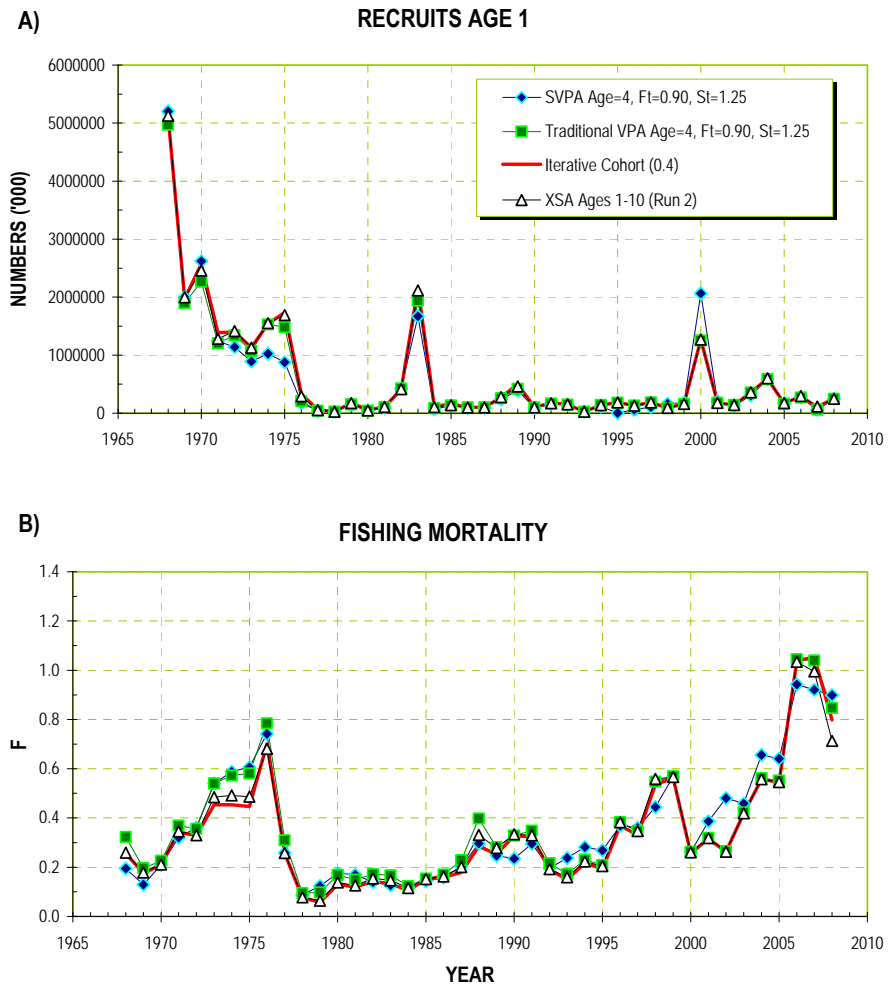 A)
RECRUITS AGE 1
6000000
5000000
4000000
3000000
2000000
1000000
0
NUMBERS ('000)
SVPA Age=4, Ft=0.90, St=1.25
Traditional VPA Age=4, Ft=0.90, St=1.25
Iterative Cohort (0.4)
XSA Ages 1-10 (Run 2)
1965 1970 1975 1980 1985 1990 1995 2000 2005 2010
B)
FISHING MORTALITY
1.4
1.2
1.0
0.8
0.6
0.4
0.2
0.0
F
1965 1970 1975 1980 1985 1990 1995 2000 2005 2010
YEAR